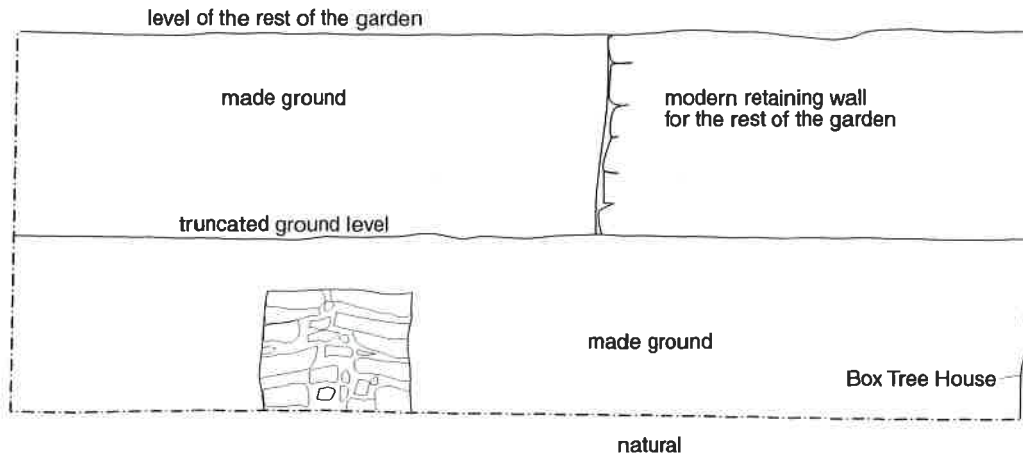 level of the rest of the garden
made ground
modern retaining wall
for the rest of the garden
truncated ground level
made ground
Box Tree House
natural